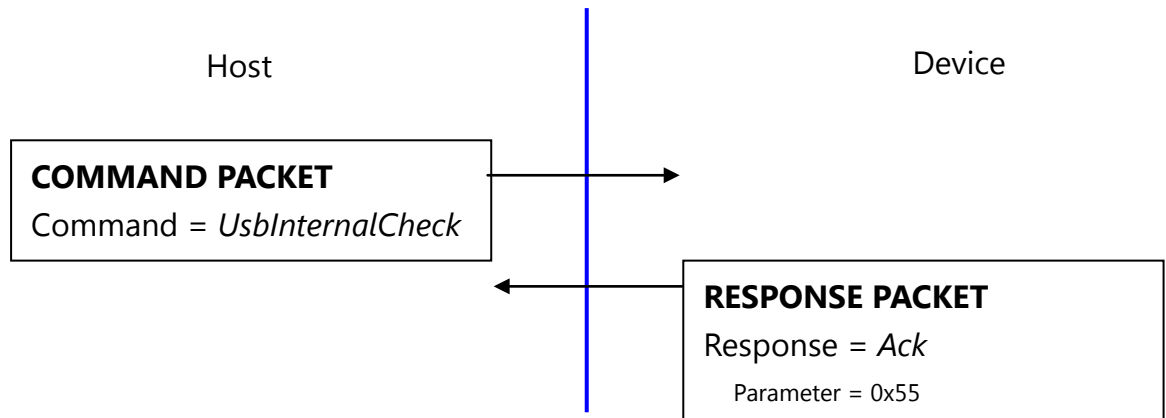 Host
Device
COMMAND PACKET
Command = UsbInternalCheck
RESPONSE PACKET
Response = Ack
Parameter = 0x55